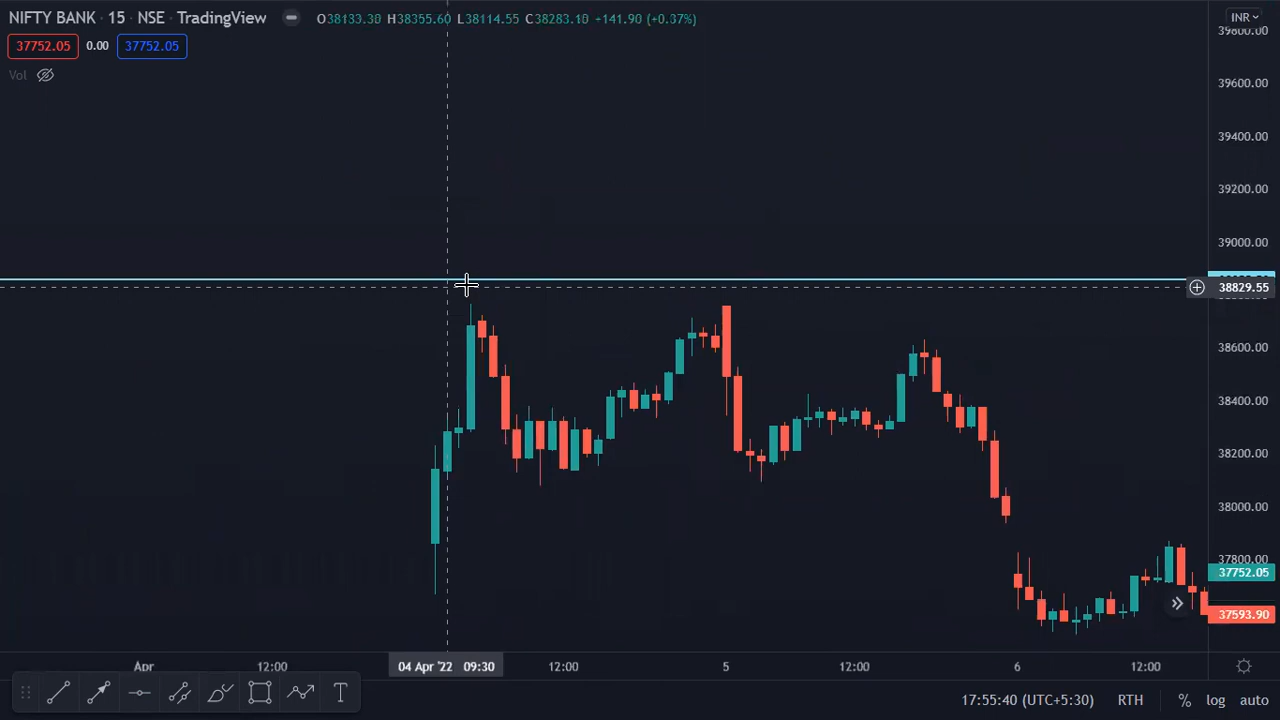 NIFTY BANK · 15 · NSE · TradingView
O38133.30 H38355.60 L38114.55 C38283.10 +141.90 (+0.37%)
INR
37752.05 0.00 37752.05
Vol
39800.00
39600.00
39400.00
39200.00
39000.00
38829.55
38600.00
38400.00
38200.00
38000.00
37800.00
37752.05
37593.90
Apr 12:00 04 Apr '22 09:30 12:00 5 12:00 6 12:00
T
17:55:40 (UTC+5:30) RTH % log auto